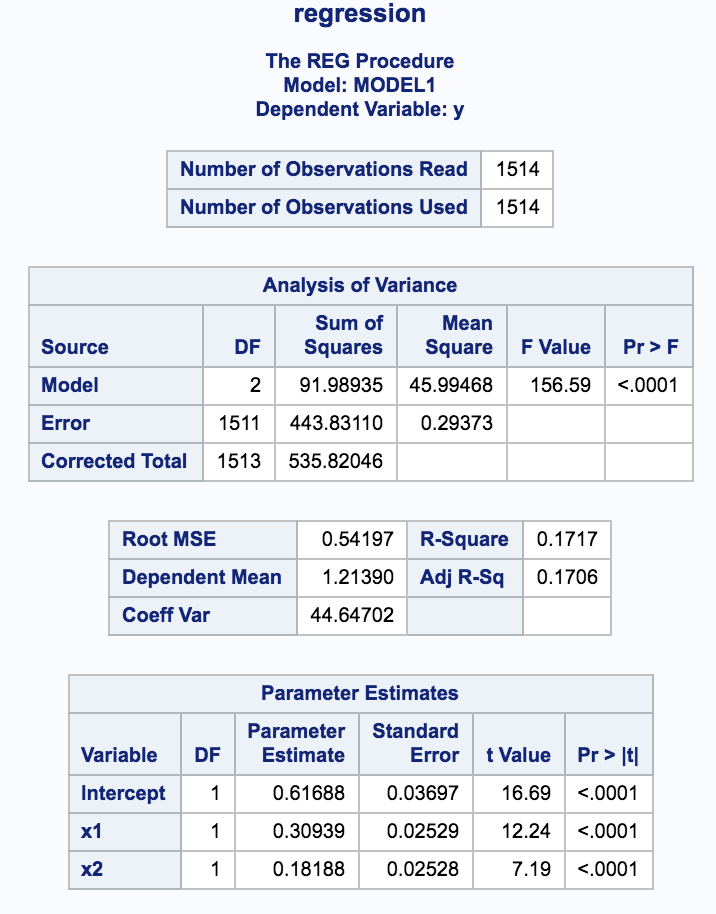 regression
The REG Procedure
Model: MODEL1
Dependent Variable: y
Number of Observations Read 1514
Number of Observations Used 1514
Analysis of Variance
Source DF Sum of Squares Mean Square F Value Pr > F
Model 2 91.98935 45.99468 156.59 <.0001
Error 1511 443.83110 0.29373
Corrected Total 1513 535.82046
Root MSE 0.54197 R-Square 0.1717
Dependent Mean 1.21390 Adj R-Sq 0.1706
Coeff Var 44.64702
Parameter Estimates
Variable DF Parameter Estimate Standard Error t Value Pr > |t|
Intercept 1 0.61688 0.03697 16.69 <.0001
x1 1 0.30939 0.02529 12.24 <.0001
x2 1 0.18188 0.02528 7.19 <.0001